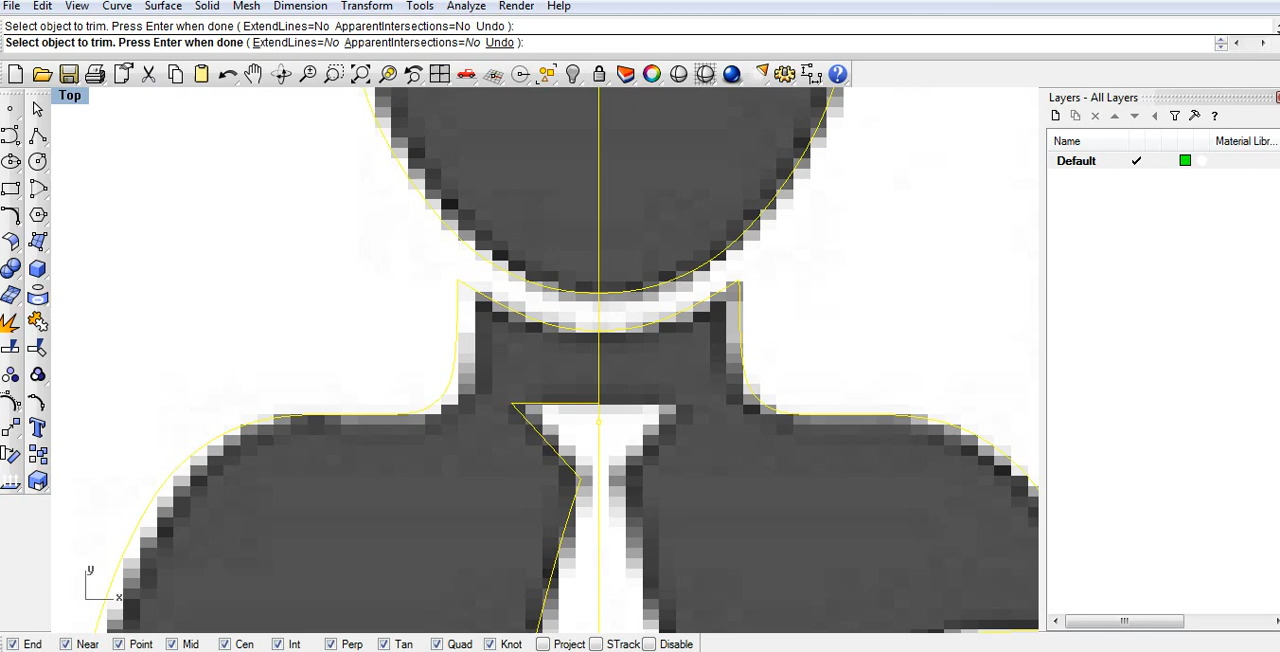 File Edit View Curve Surface Solid Mesh Dimension Transform Tools Analyze Render Help
Select object to trim. Press Enter when done ( ExtendLines=No ApparentIntersections=No Undo ):
Select object to trim. Press Enter when done ( ExtendLines=No ApparentIntersections=No Undo ):
Top
Layers - All Layers
Name Material Libr...
Default
y
x
End Near Point Mid Cen Int Perp Tan Quad Knot Project STrack Disable